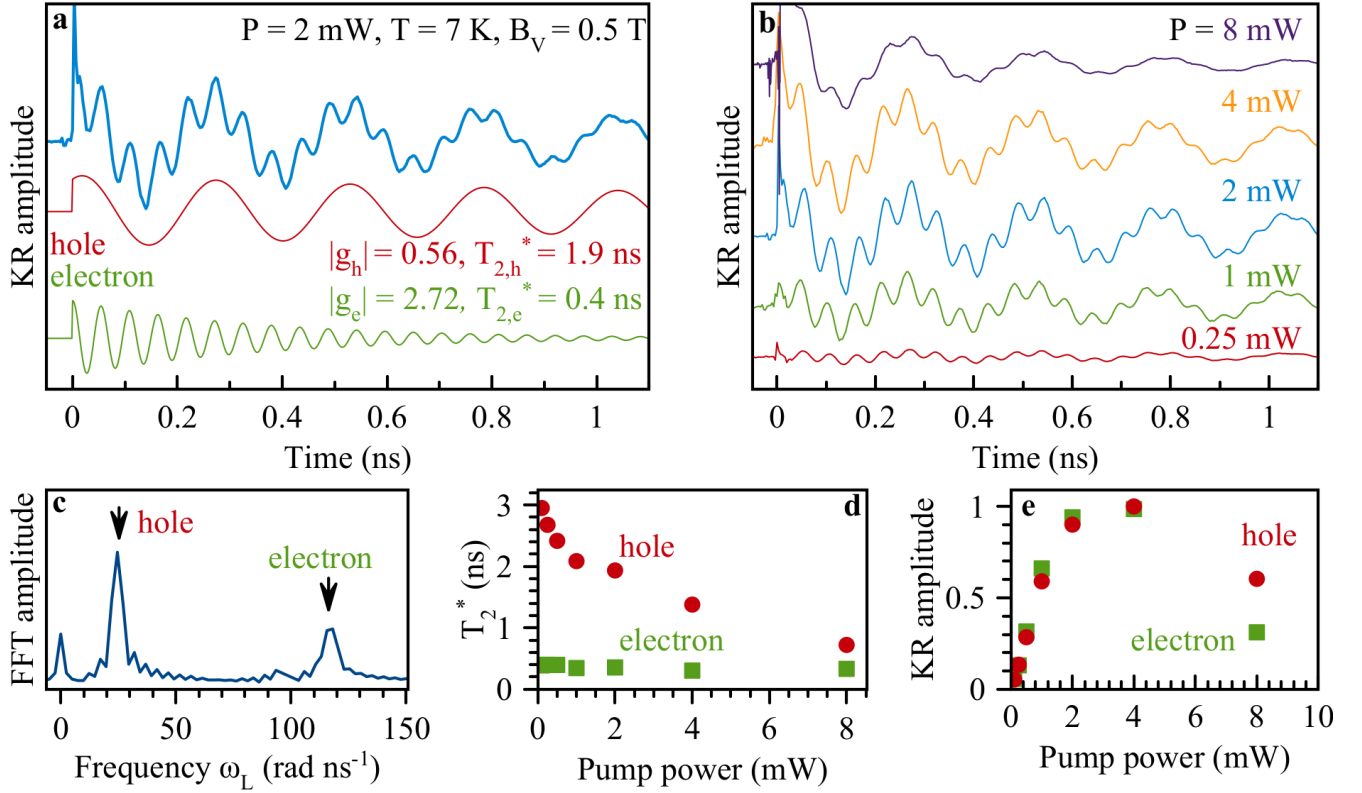 a
P = 2 mW, T = 7 K, B_V = 0.5 T
KR amplitude
hole
electron
|g_h| = 0.56, T_{2,h}^* = 1.9 ns
|g_e| = 2.72, T_{2,e}^* = 0.4 ns
0 0.2 0.4 0.6 0.8 1
Time (ns)
b
P = 8 mW
4 mW
2 mW
1 mW
0.25 mW
KR amplitude
0 0.2 0.4 0.6 0.8 1
Time (ns)
c
hole
electron
FFT amplitude
0 50 100 150
Frequency ω_L (rad ns^{-1})
d
3
2
1
0
T_2^* (ns)
hole
electron
0 2 4 6 8
Pump power (mW)
e
1
0.5
0
KR amplitude
hole
electron
0 2 4 6 8 10
Pump power (mW)